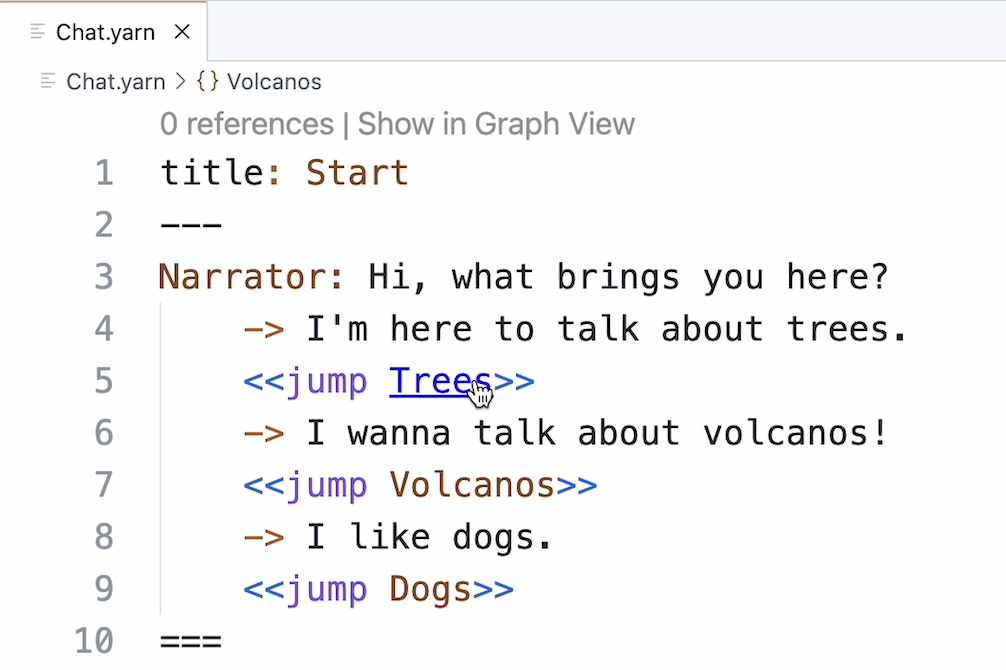 Chat.yarn
Chat.yarn > {} Volcanos
0 references | Show in Graph View
1 title: Start
2 ---
3 Narrator: Hi, what brings you here?
4 -> I'm here to talk about trees.
5 <<jump Trees>>
6 -> I wanna talk about volcanos!
7 <<jump Volcanos>>
8 -> I like dogs.
9 <<jump Dogs>>
10 ===